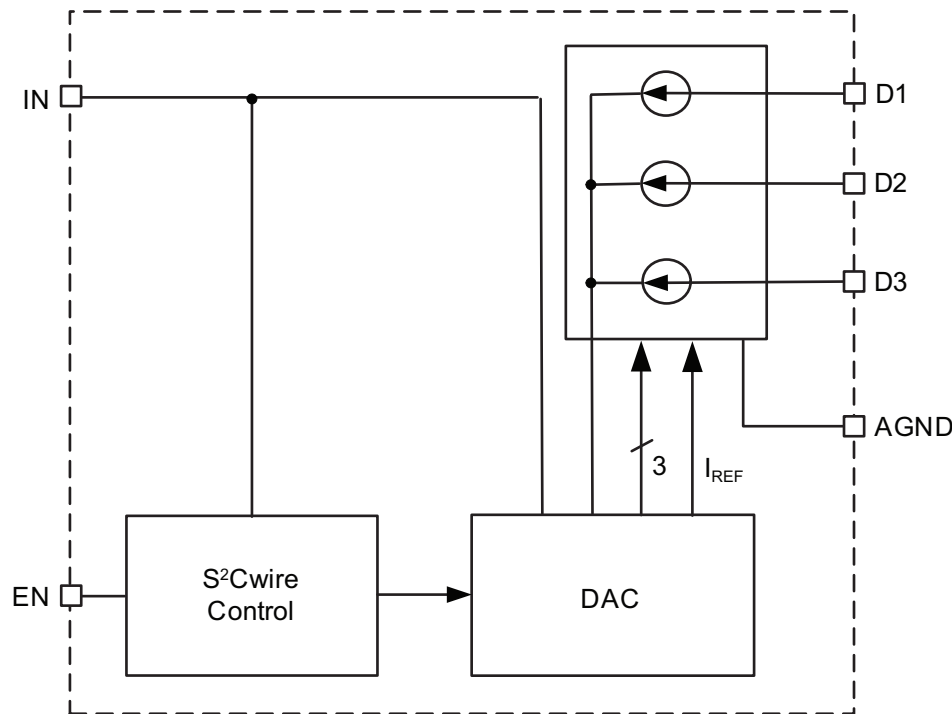 IN
D1
D2
D3
AGND
3
I_REF
EN
S²Cwire
Control
DAC